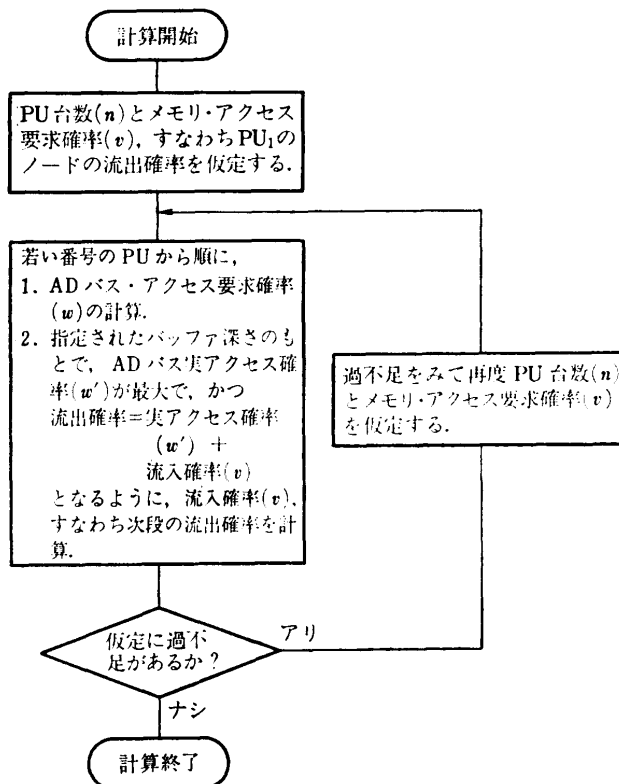 計算開始
PU台数(n)とメモリ・アクセス
要求確率(v), すなわちPU₁の
ノードの流出確率を仮定する.
若い番号のPUから順に,
1. ADバス・アクセス要求確率
(w)の計算.
2. 指定されたバッファ深さのも
とで, ADバス実アクセス確
率(w′)が最大で, かつ
流出確率=実アクセス確率
(w′) +
流入確率(v)
となるように, 流入確率(v),
すなわち次段の流出確率を計
算.
過不足をみて再度PU台数(n)
とメモリ・アクセス要求確率(v)
を仮定する.
仮定に過不
足があるか?
アリ
ナシ
計算終了